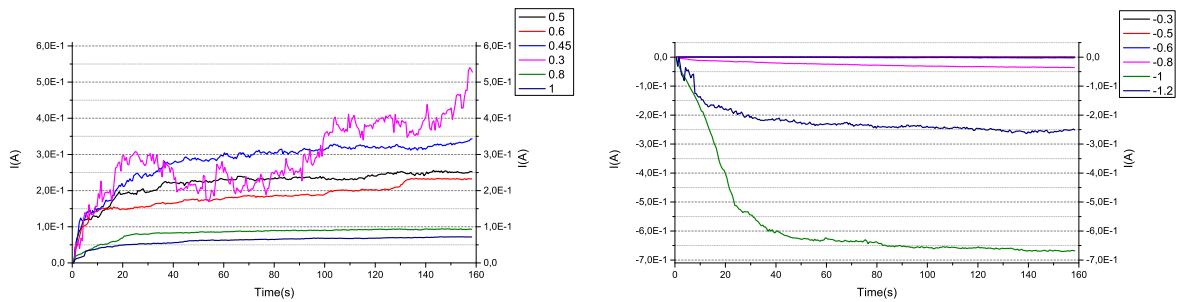 0.5
0.6
0.45
0.3
0.8
1
6,0E-1 6,0E-1
5,0E-1 5,0E-1
4,0E-1 4,0E-1
3,0E-1 3,0E-1
2,0E-1 2,0E-1
1,0E-1 1,0E-1
0,0 0,0
I(A) I(A)
0 20 40 60 80 100 120 140 160
Time(s)
-0.3
-0.5
-0.6
-0.8
-1
-1.2
0,0 0,0
-1,0E-1 -1,0E-1
-2,0E-1 -2,0E-1
-3,0E-1 -3,0E-1
-4,0E-1 -4,0E-1
-5,0E-1 -5,0E-1
-6,0E-1 -6,0E-1
-7,0E-1 -7,0E-1
I(A) I(A)
0 20 40 60 80 100 120 140 160
Time(s)